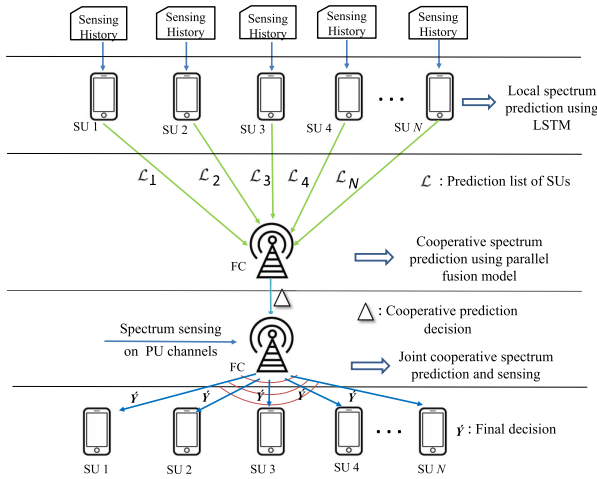 Sensing History
Sensing History
Sensing History
Sensing History
Sensing History
SU 1
SU 2
SU 3
SU 4
SU N
Local spectrum
prediction using
LSTM
ℒ1
ℒ2
ℒ3
ℒ4
ℒN
ℒ : Prediction list of SUs
FC
Cooperative spectrum
prediction using parallel
fusion model
△
△ : Cooperative prediction
decision
Spectrum sensing
on PU channels
FC
Joint cooperative spectrum
prediction and sensing
Ý
Ý
Ý
Ý
Ý
SU 1
SU 2
SU 3
SU 4
SU N
Ý : Final decision